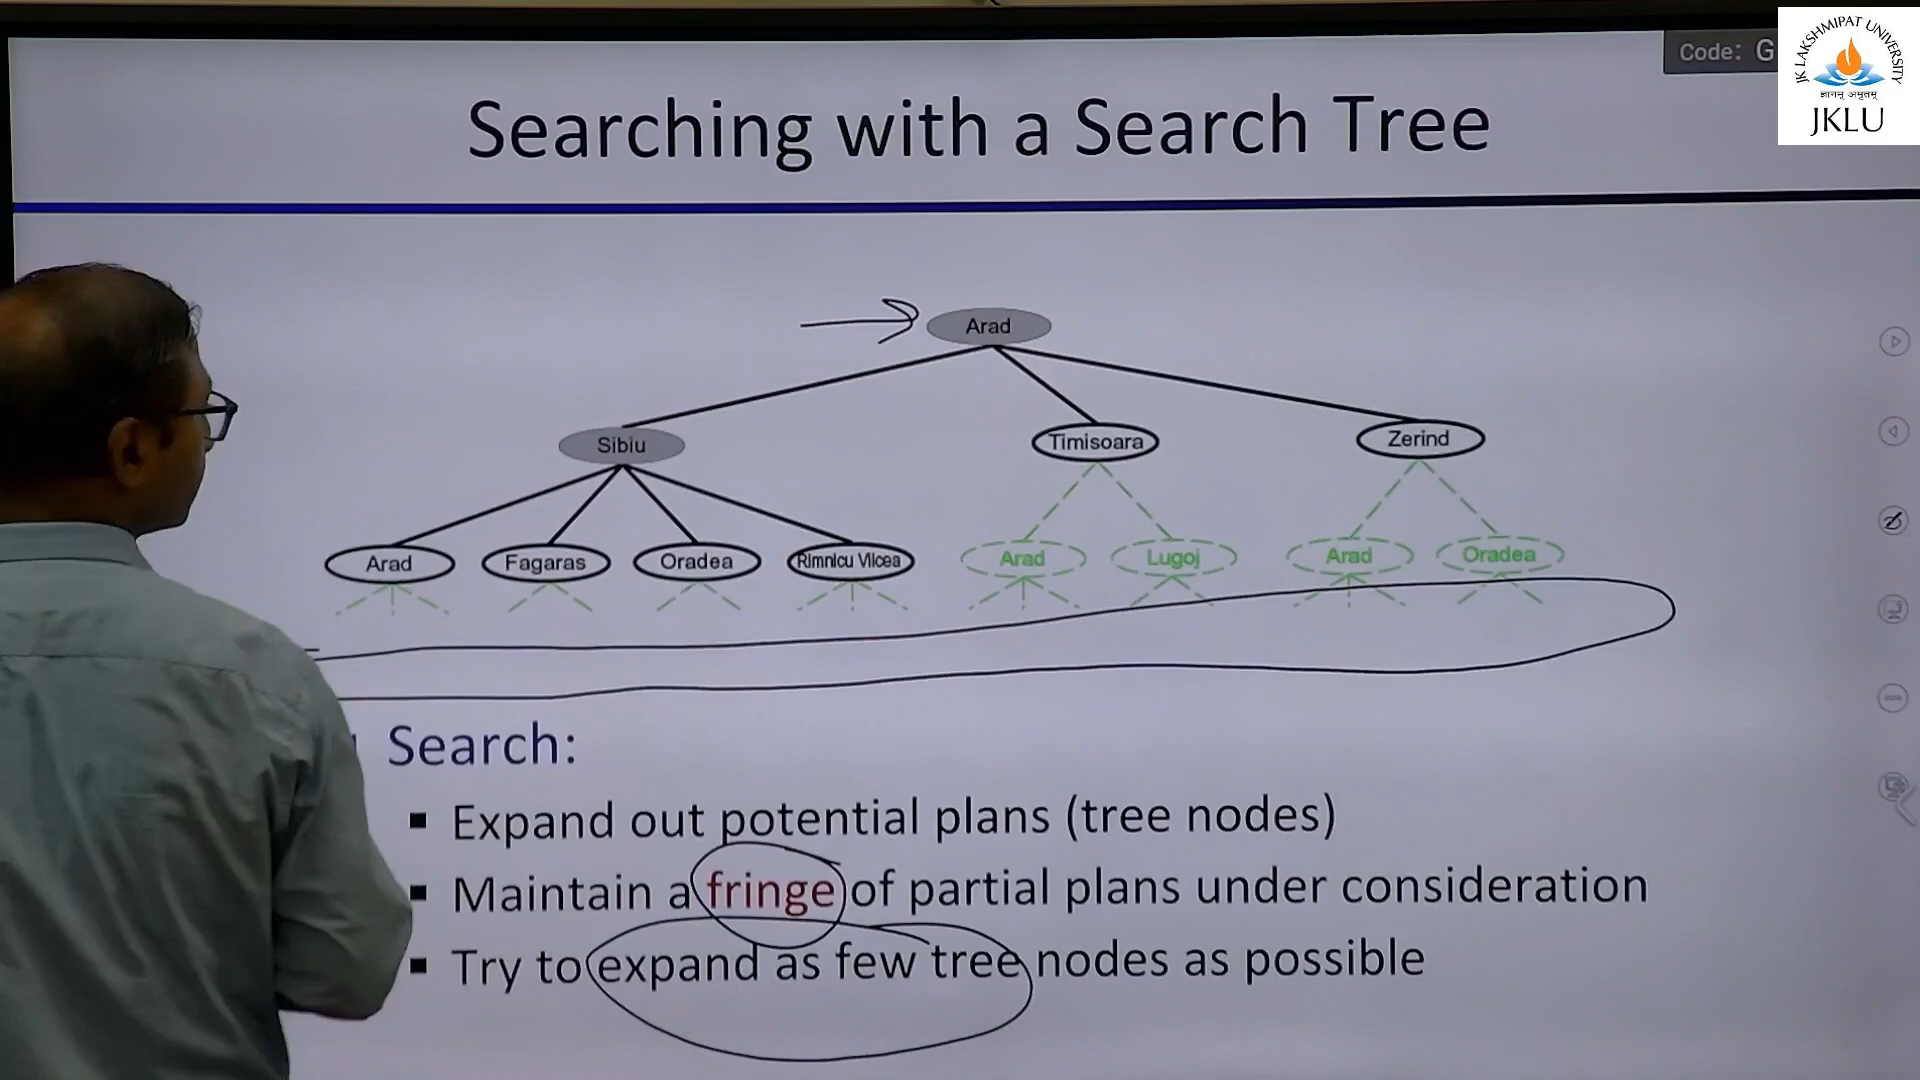 Code: G
JK LAKSHMIPAT UNIVERSITY
ज्ञानम् अमृतम्
JKLU
Searching with a Search Tree
Arad
Sibiu Timisoara Zerind
Arad Fagaras Oradea Rimnicu Vilcea Arad Lugoj Arad Oradea
Search:
▪ Expand out potential plans (tree nodes)
▪ Maintain a fringe of partial plans under consideration
▪ Try to expand as few tree nodes as possible